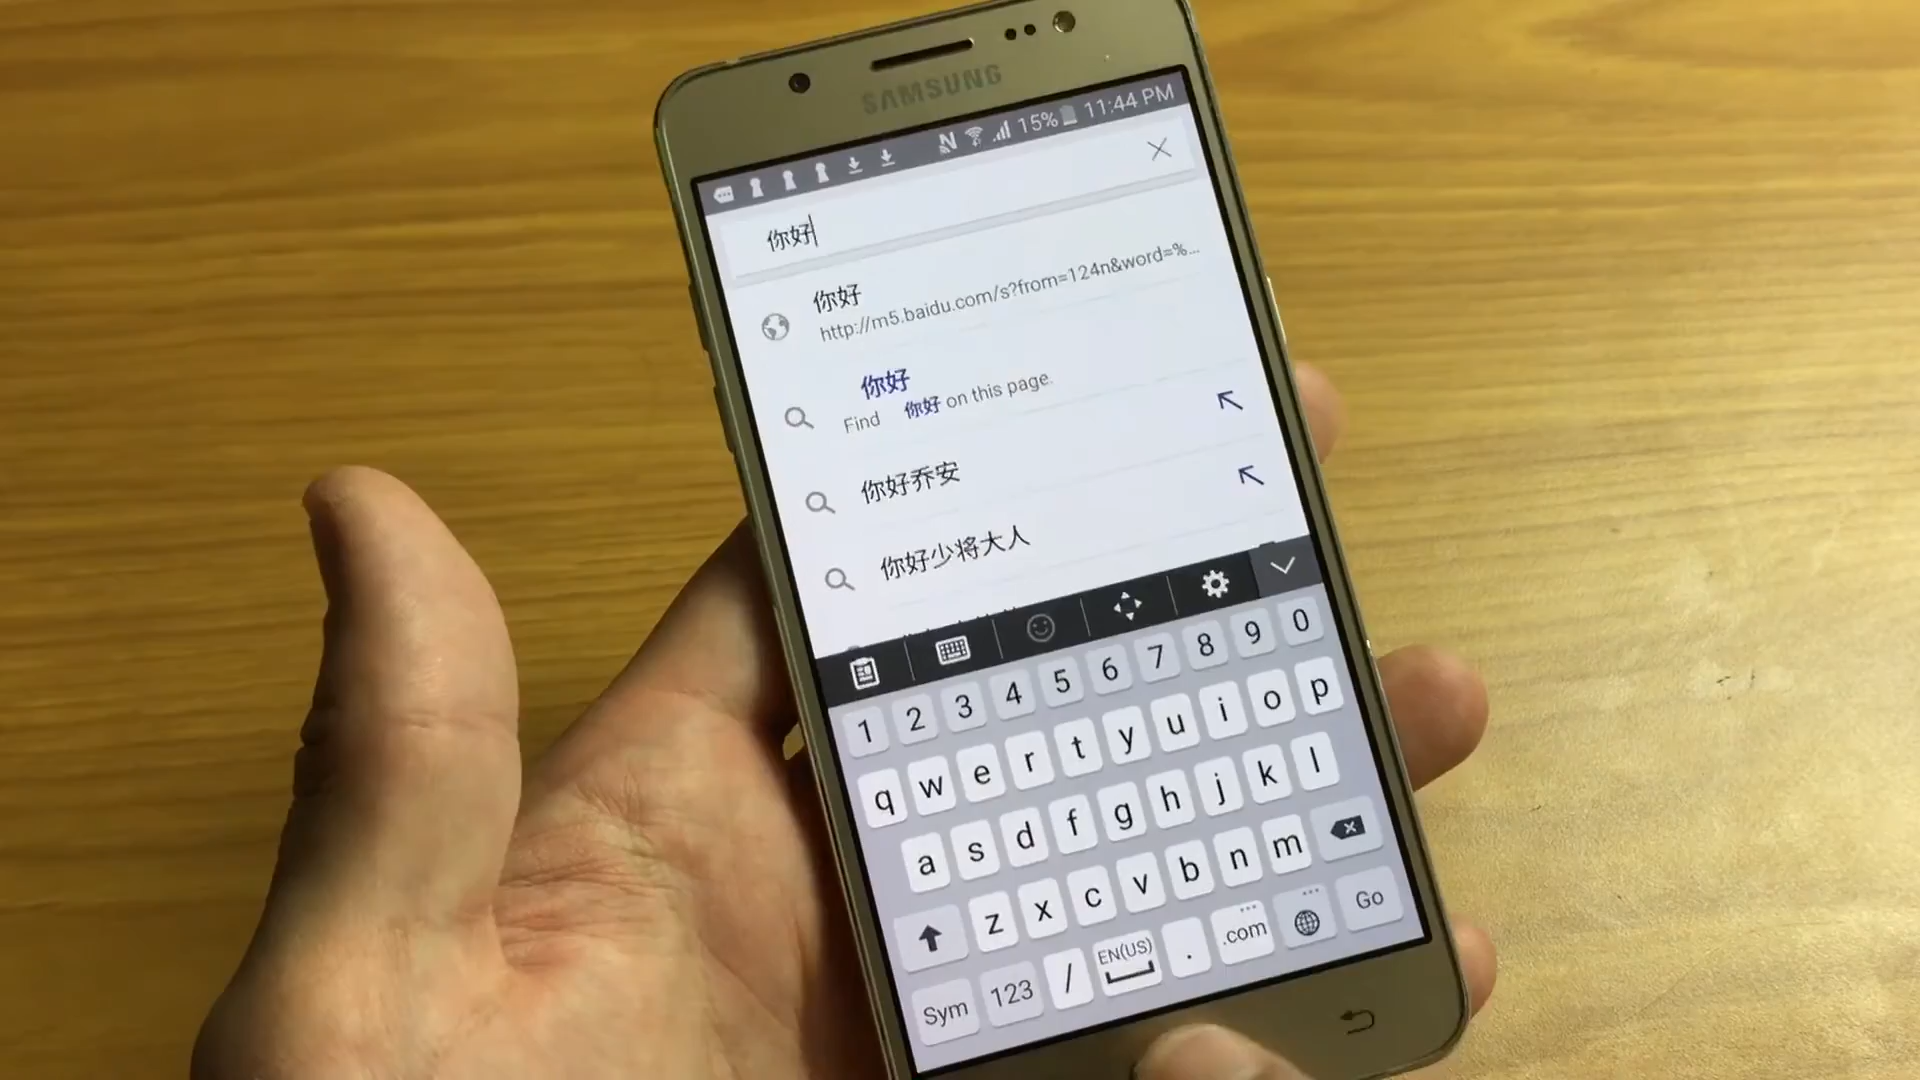 SAMSUNG
15% 11:44 PM
你好
你好
http://m5.baidu.com/s?from=124n&word=%...
你好
Find 你好 on this page.
你好乔安
你好少将大人
1 2 3 4 5 6 7 8 9 0
q w e r t y u i o p
a s d f g h j k l
z x c v b n m
Sym 123 / EN(US) . .com Go